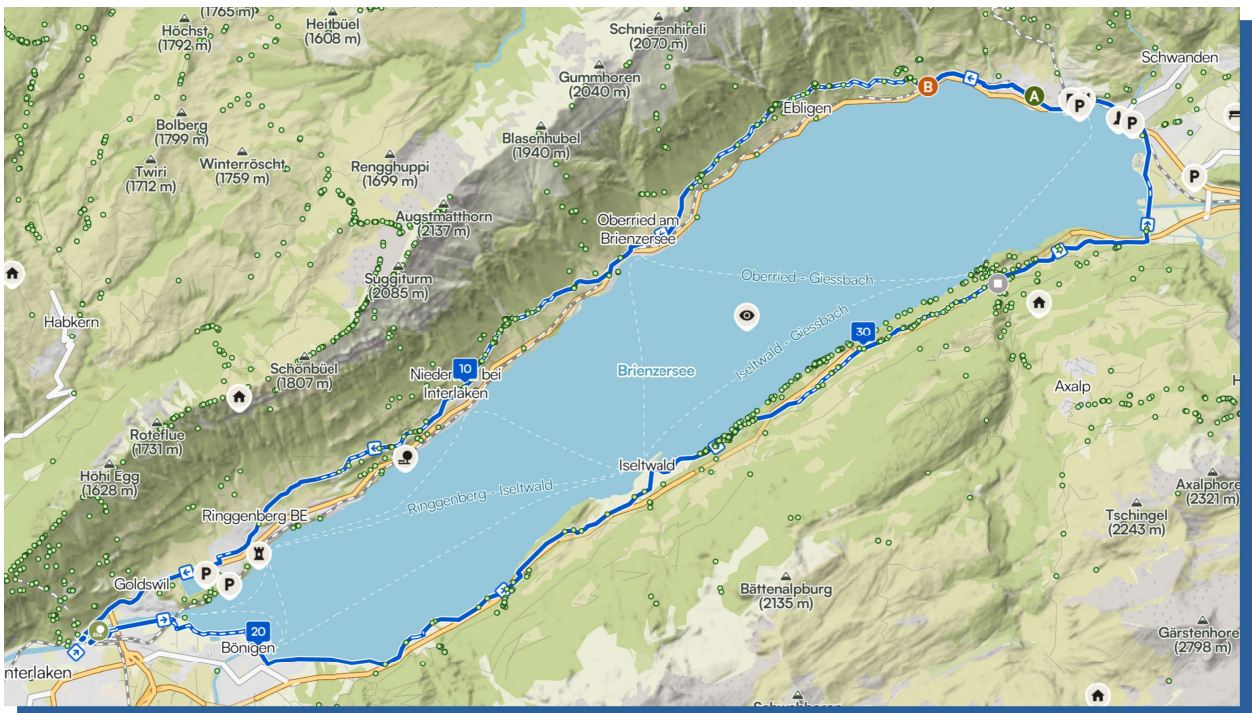 (1765 m)
Höchst
(1792 m)
Heitbüel
(1608 m)
Schnierenhireli
(2070 m)
Schwanden
Gummhoren
(2040 m)
B
A
P
P
Ebligen
Bolberg
(1799 m)
Blasenhubel
(1940 m)
Twiri
(1712 m)
Winterröscht
(1759 m)
Rengghuppi
(1699 m)
P
Augstmatthorn
(2137 m)
Oberried am
Brienzersee
Suggiturm
(2085 m)
Oberried - Giessbach
Habkern
Iseltwald - Giessbach
30
Schönbüel
(1807 m)
10
Brienzersee
Interlaken
Axalp
Roteflue
(1731 m)
Höhi Egg
(1628 m)
Iseltwald
Ringgenberg - Iseltwald
Ringgenberg BE
(2321 m)
Tschingel
(2243 m)
Goldswil
P
P
Bättenalpburg
(2135 m)
20
Bönigen
(2798 m)